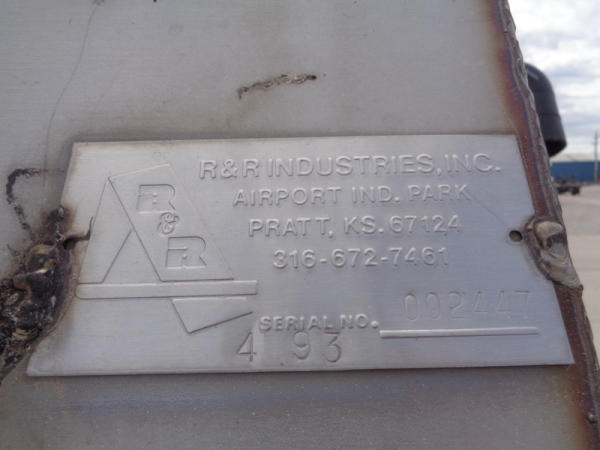 R&R INDUSTRIES, INC.
AIRPORT IND. PARK
PRATT, KS. 67124
316-672-7461
R
&
R
SERIAL NO. 002447
4 93